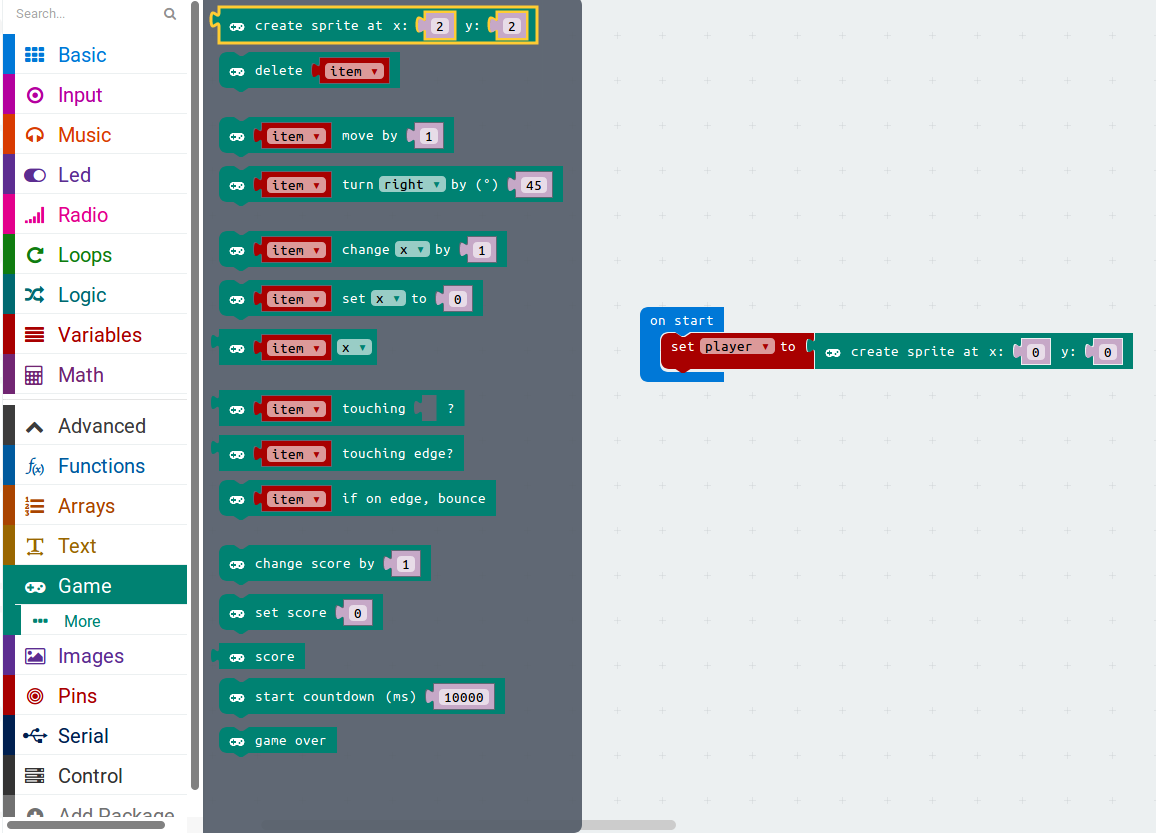 Search...
Basic
Input
Music
Led
Radio
Loops
Logic
Variables
Math
Advanced
Functions
Arrays
Text
Game
More
Images
Pins
Serial
Control
Add Package
create sprite at x: 2 y: 2
delete item
item move by 1
item turn right by (°) 45
item change x by 1
item set x to 0
item x
item touching ?
item touching edge?
item if on edge, bounce
change score by 1
set score 0
score
start countdown (ms) 10000
game over
on start
set player to create sprite at x: 0 y: 0